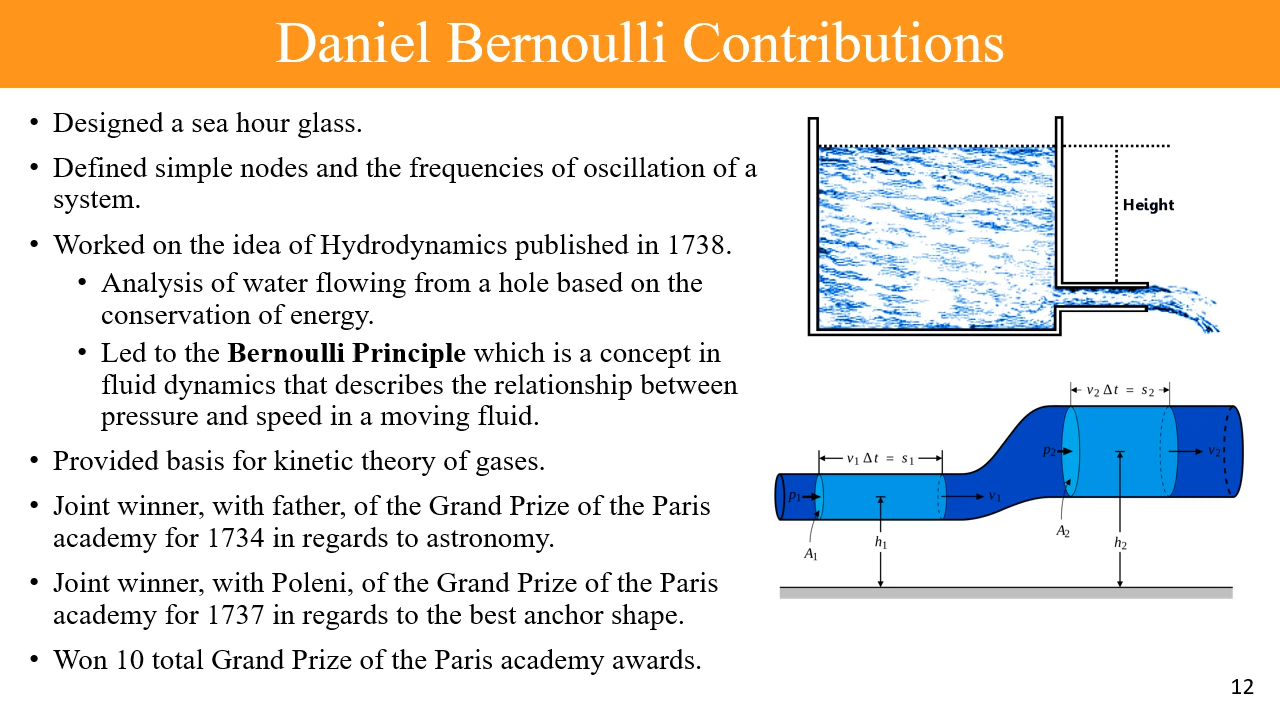 Daniel Bernoulli Contributions
• Designed a sea hour glass.
• Defined simple nodes and the frequencies of oscillation of a
system.
• Worked on the idea of Hydrodynamics published in 1738.
• Analysis of water flowing from a hole based on the
conservation of energy.
• Led to the Bernoulli Principle which is a concept in
fluid dynamics that describes the relationship between
pressure and speed in a moving fluid.
• Provided basis for kinetic theory of gases.
• Joint winner, with father, of the Grand Prize of the Paris
academy for 1734 in regards to astronomy.
• Joint winner, with Poleni, of the Grand Prize of the Paris
academy for 1737 in regards to the best anchor shape.
• Won 10 total Grand Prize of the Paris academy awards.
Height
v₂ Δt = s₂
p₂
v₂
v₁ Δt = s₁
p₁
v₁
A₂
h₂
A₁
h₁
12